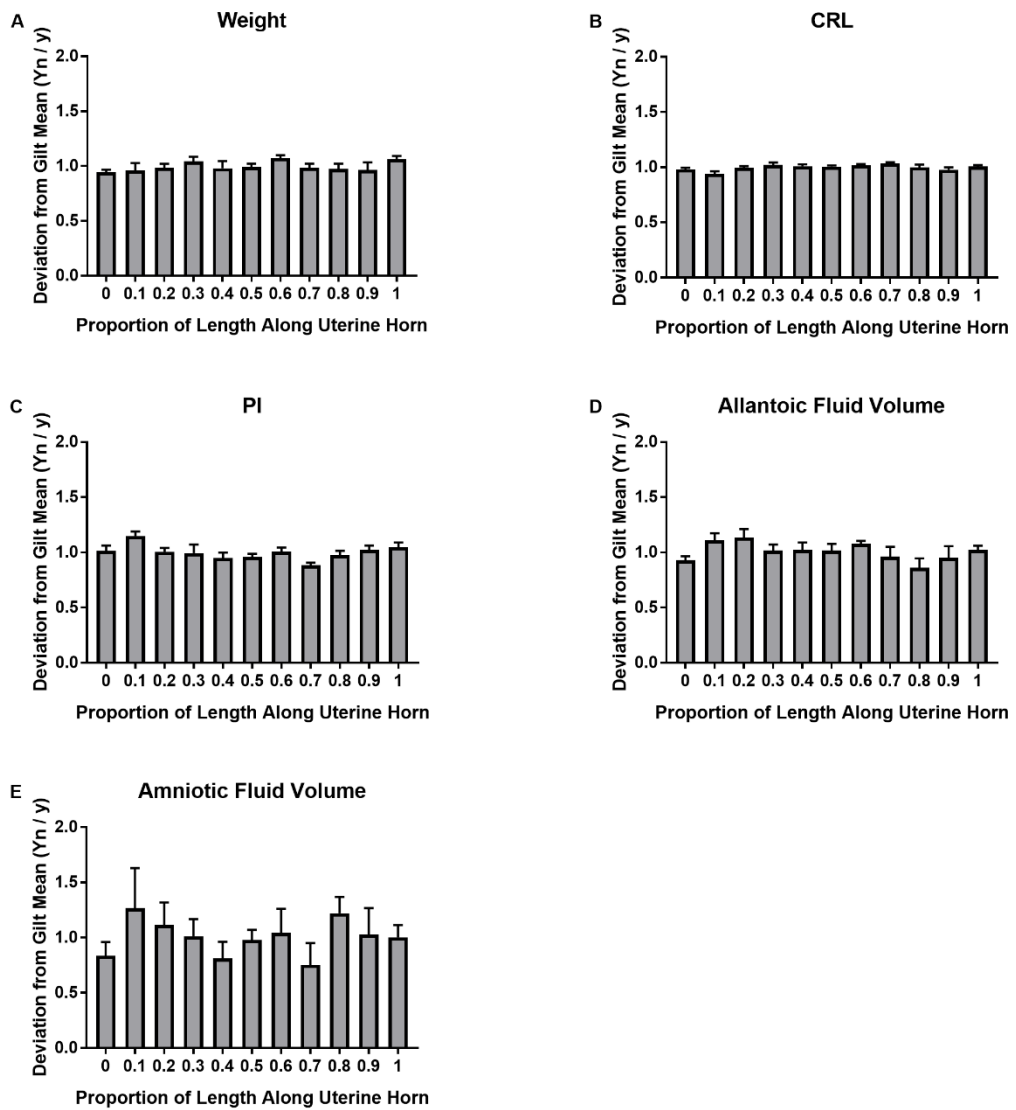 A
Weight
Deviation from Gilt Mean (Yn / y)
2.0
1.5
1.0
0.5
0.0
0 0.1 0.2 0.3 0.4 0.5 0.6 0.7 0.8 0.9 1
Proportion of Length Along Uterine Horn
B
CRL
Deviation from Gilt Mean (Yn / y)
2.0
1.5
1.0
0.5
0.0
0 0.1 0.2 0.3 0.4 0.5 0.6 0.7 0.8 0.9 1
Proportion of Length Along Uterine Horn
C
PI
Deviation from Gilt Mean (Yn / y)
2.0
1.5
1.0
0.5
0.0
0 0.1 0.2 0.3 0.4 0.5 0.6 0.7 0.8 0.9 1
Proportion of Length Along Uterine Horn
D
Allantoic Fluid Volume
Deviation from Gilt Mean (Yn / y)
2.0
1.5
1.0
0.5
0.0
0 0.1 0.2 0.3 0.4 0.5 0.6 0.7 0.8 0.9 1
Proportion of Length Along Uterine Horn
E
Amniotic Fluid Volume
Deviation from Gilt Mean (Yn / y)
2.0
1.5
1.0
0.5
0.0
0 0.1 0.2 0.3 0.4 0.5 0.6 0.7 0.8 0.9 1
Proportion of Length Along Uterine Horn